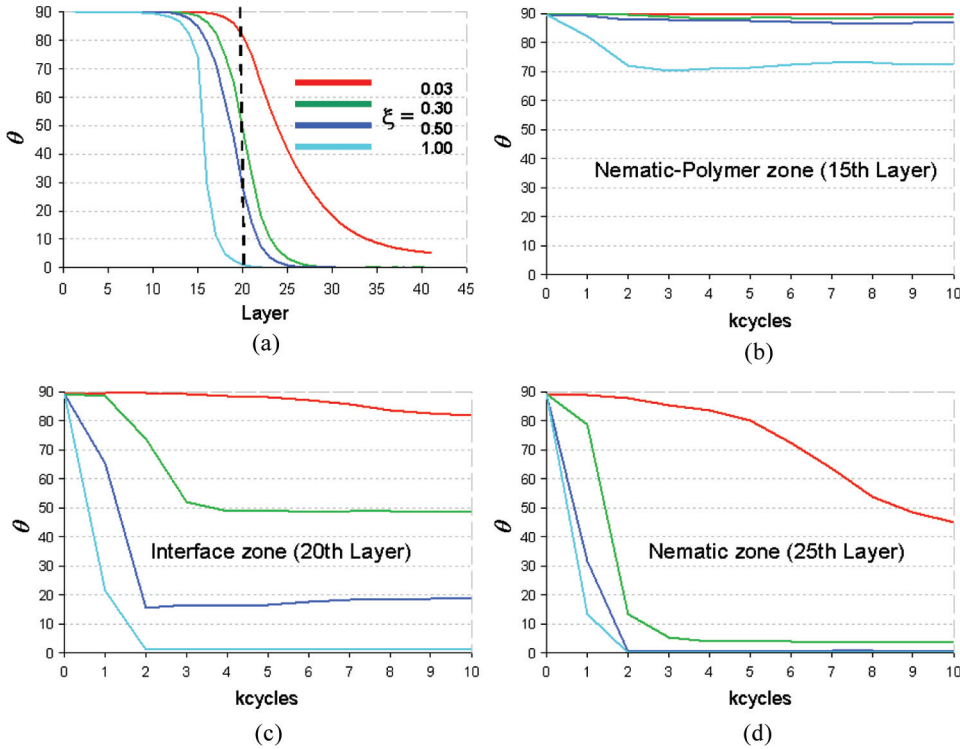 90
80
70
60
50
40
30
20
10
0
θ
0 5 10 15 20 25 30 35 40 45
Layer
ξ =
0.03
0.30
0.50
1.00
(a)
90
80
70
60
50
40
30
20
10
0
θ
Nematic-Polymer zone (15th Layer)
0 1 2 3 4 5 6 7 8 9 10
kcycles
(b)
90
80
70
60
50
40
30
20
10
0
θ
Interface zone (20th Layer)
0 1 2 3 4 5 6 7 8 9 10
kcycles
(c)
90
80
70
60
50
40
30
20
10
0
θ
Nematic zone (25th Layer)
0 1 2 3 4 5 6 7 8 9 10
kcycles
(d)